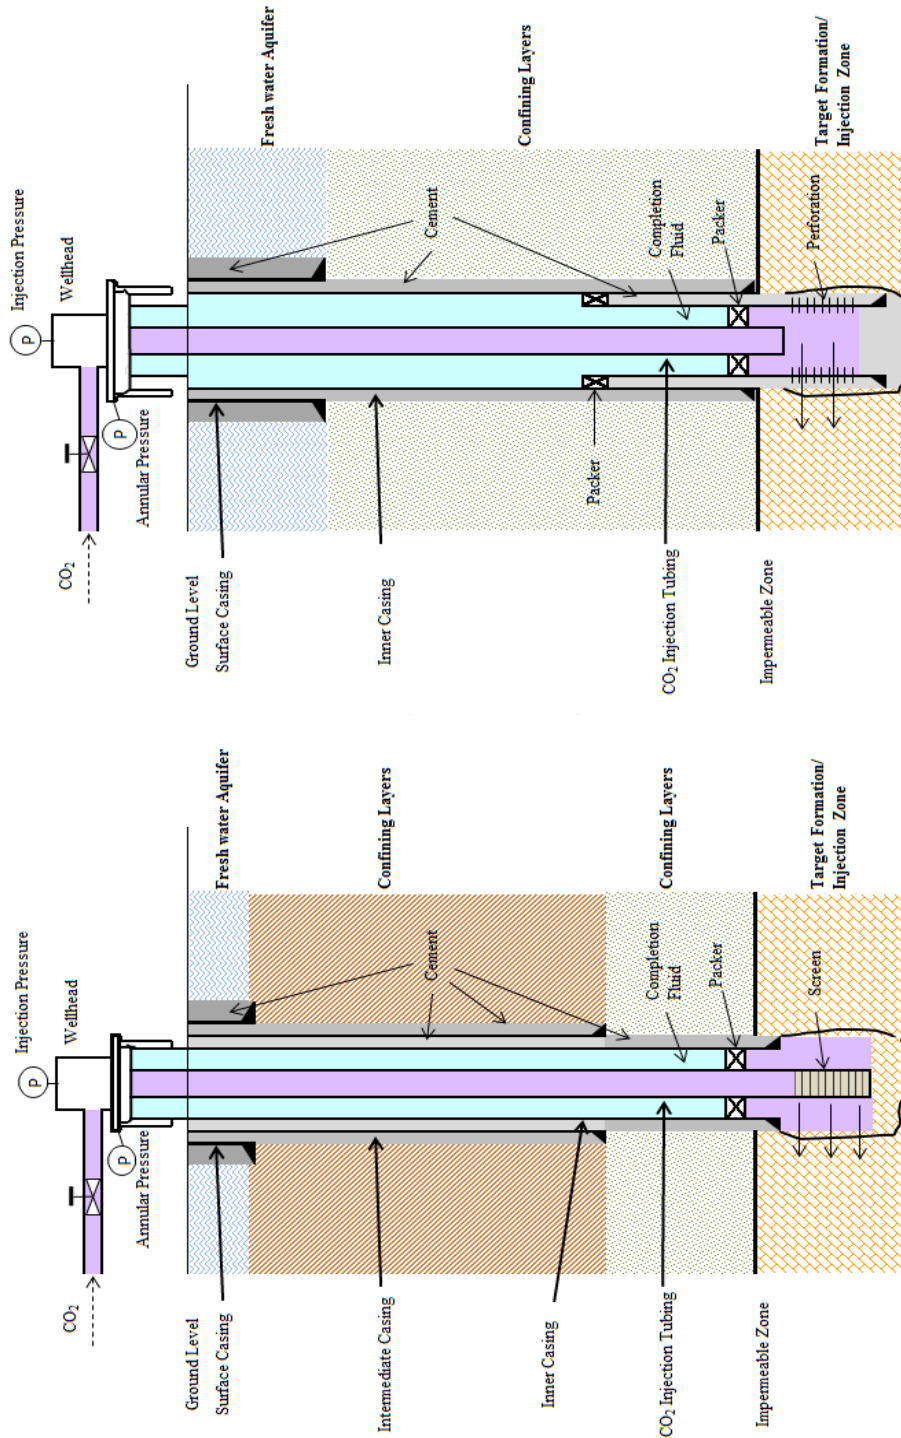 Injection Pressure
P
Wellhead
CO2
P
Annular Pressure
Ground Level
Surface Casing
Fresh water Aquifer
Intermediate Casing
Confining Layers
Cement
Inner Casing
Confining Layers
Completion
Fluid
CO2 Injection Tubing
Packer
Impermeable Zone
Screen
Target Formation/
Injection Zone
Injection Pressure
P
Wellhead
CO2
P
Annular Pressure
Ground Level
Surface Casing
Fresh water Aquifer
Inner Casing
Cement
Confining Layers
Packer
Completion
Fluid
CO2 Injection Tubing
Packer
Impermeable Zone
Perforation
Target Formation/
Injection Zone